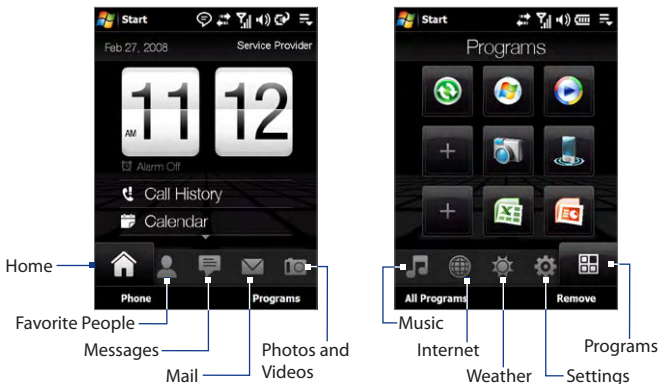 Start
Feb 27, 2008
Service Provider
11
12
AM
Alarm Off
Call History
Calendar
Phone
Programs
Home
Favorite People
Messages
Mail
Photos and
Videos
Start
Programs
All Programs
Remove
Music
Internet
Weather
Settings
Programs